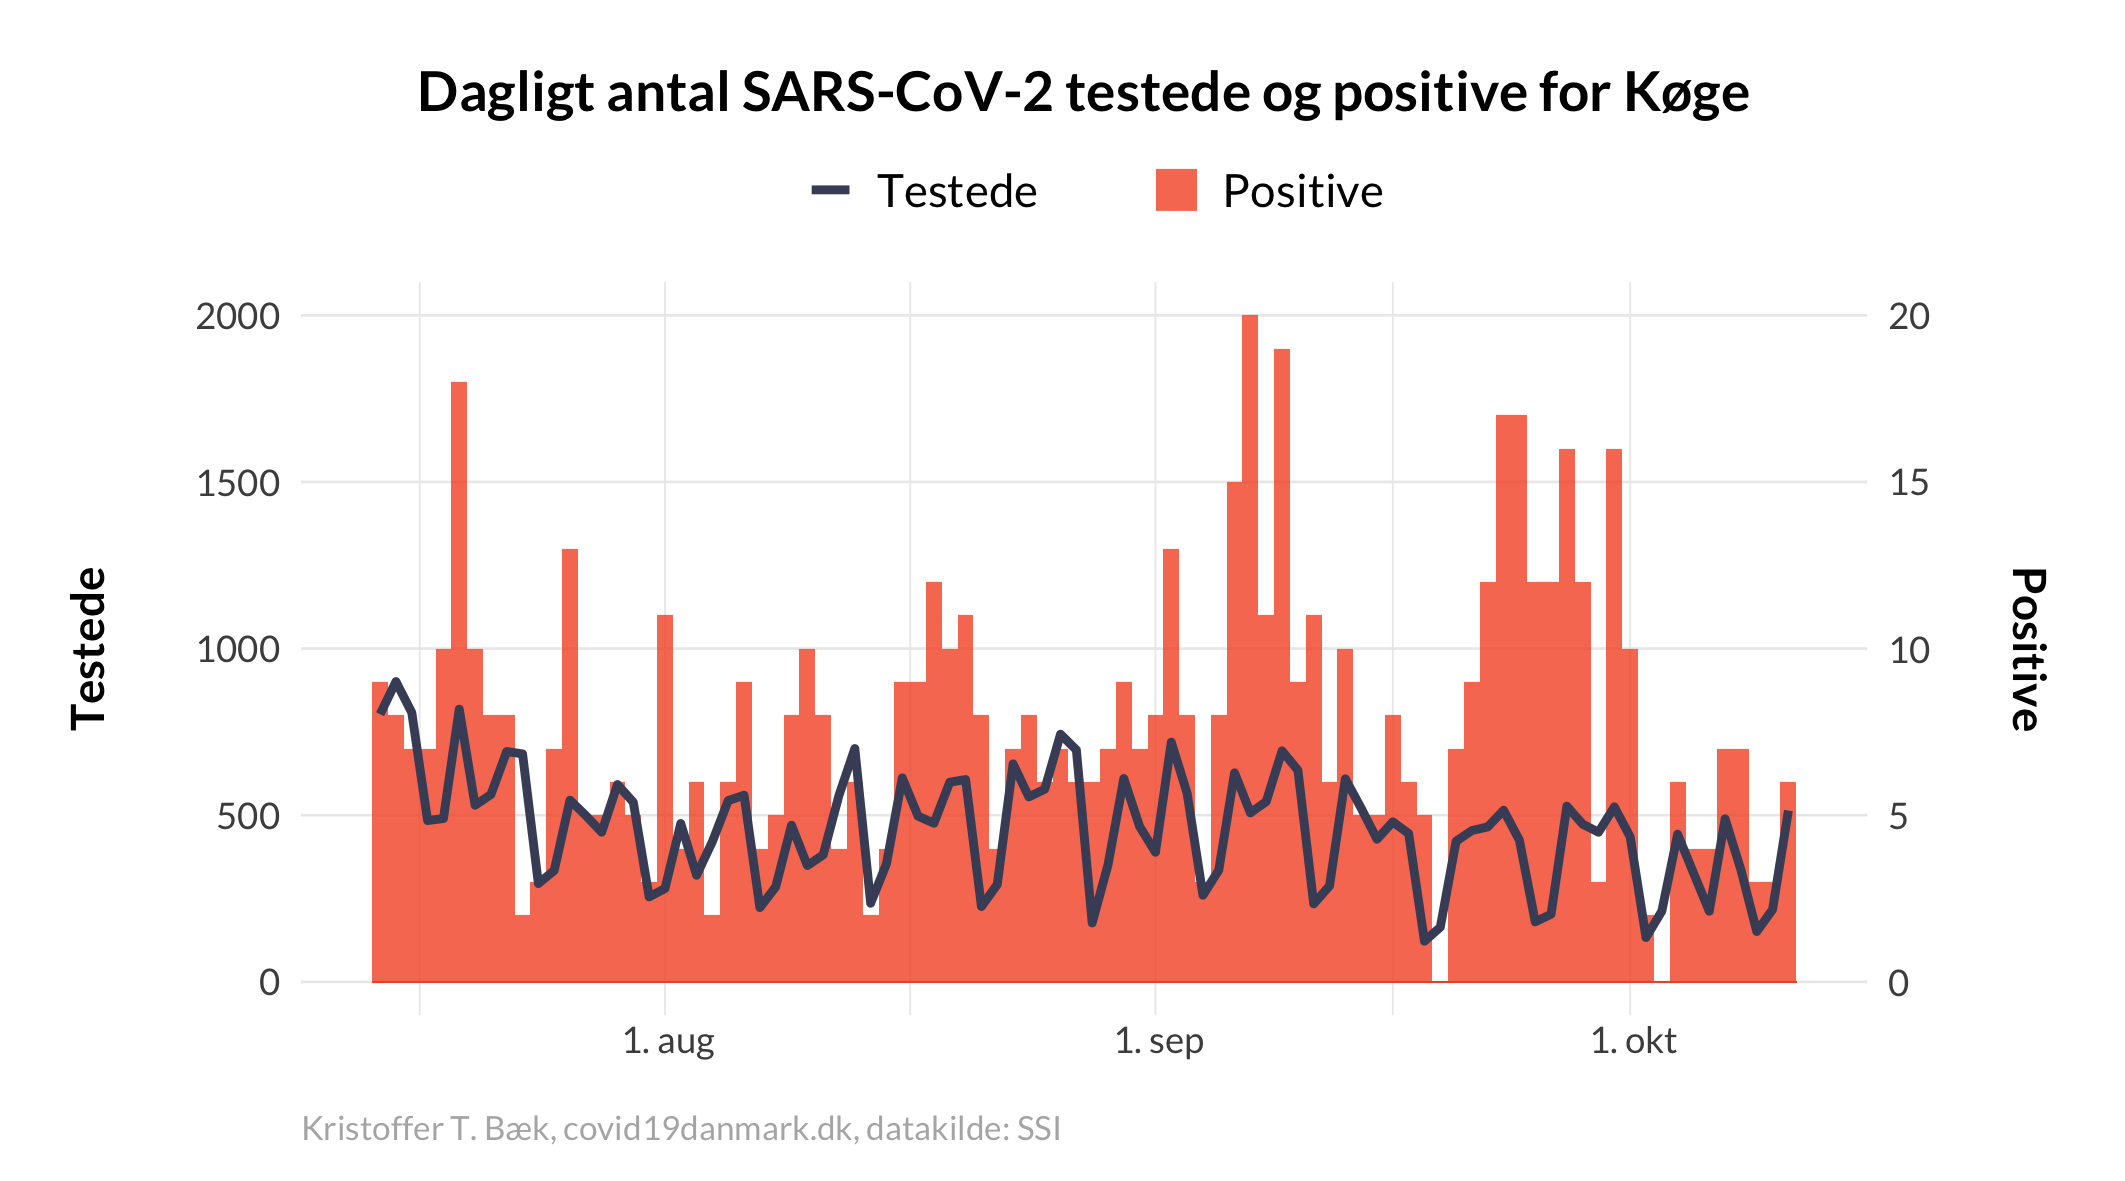 Dagligt antal SARS-CoV-2 testede og positive for Køge
Testede
Positive
2000
1500
1000
500
0
20
15
10
5
0
Testede
Positive
1. aug
1. sep
1. okt
Kristoffer T. Bæk, covid19danmark.dk, datakilde: SSI